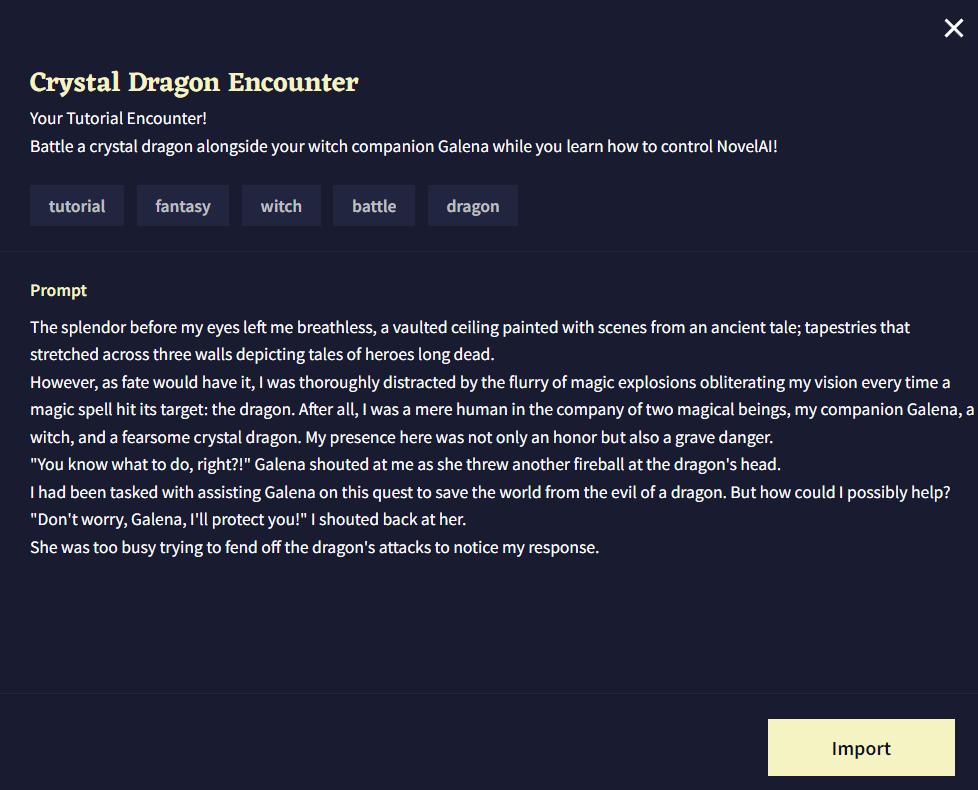 Crystal Dragon Encounter
Your Tutorial Encounter!
Battle a crystal dragon alongside your witch companion Galena while you learn how to control NovelAI!
tutorial fantasy witch battle dragon
Prompt
The splendor before my eyes left me breathless, a vaulted ceiling painted with scenes from an ancient tale; tapestries that
stretched across three walls depicting tales of heroes long dead.
However, as fate would have it, I was thoroughly distracted by the flurry of magic explosions obliterating my vision every time a
magic spell hit its target: the dragon. After all, I was a mere human in the company of two magical beings, my companion Galena, a
witch, and a fearsome crystal dragon. My presence here was not only an honor but also a grave danger.
"You know what to do, right?!" Galena shouted at me as she threw another fireball at the dragon's head.
I had been tasked with assisting Galena on this quest to save the world from the evil of a dragon. But how could I possibly help?
"Don't worry, Galena, I'll protect you!" I shouted back at her.
She was too busy trying to fend off the dragon's attacks to notice my response.
Import